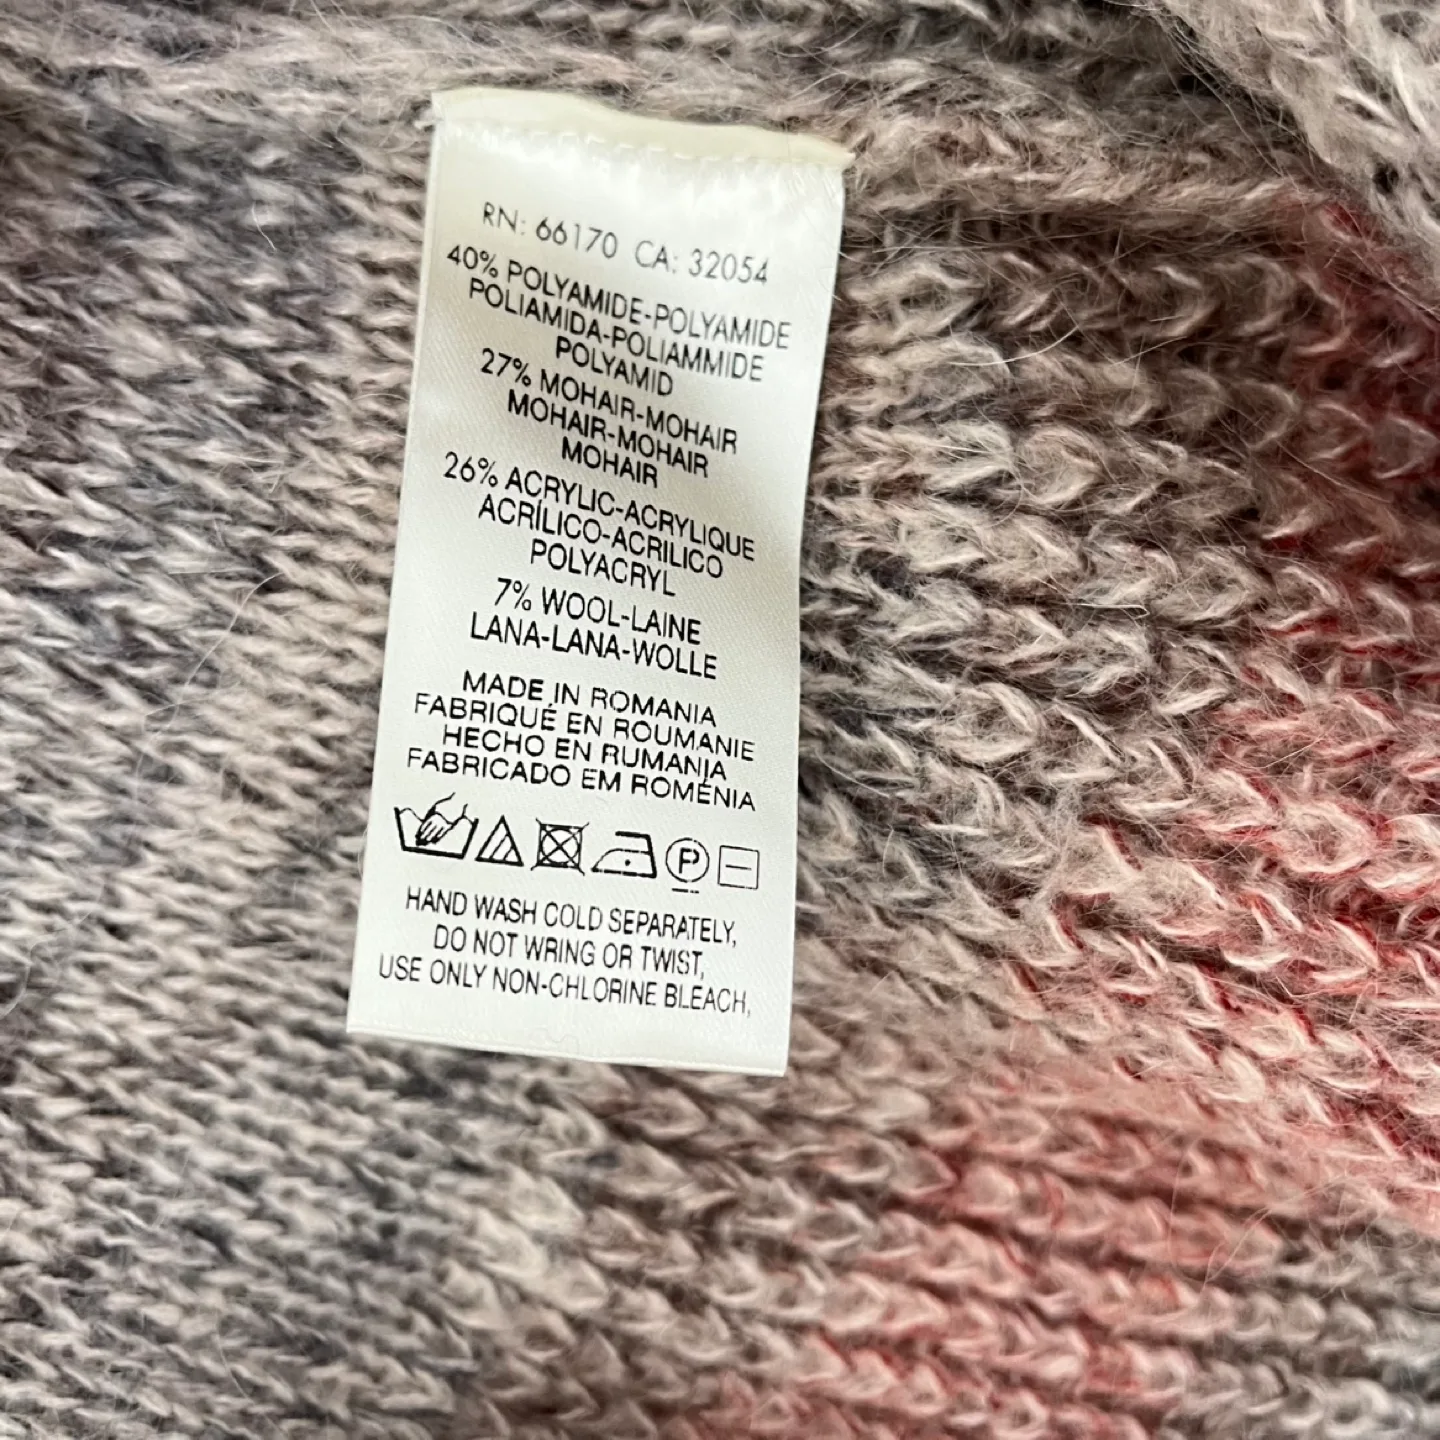 RN: 66170 CA: 32054
40% POLYAMIDE-POLYAMIDE
POLIAMIDA-POLIAMMIDE
POLYAMID
27% MOHAIR-MOHAIR
MOHAIR-MOHAIR
MOHAIR
26% ACRYLIC-ACRYLIQUE
ACRÍLICO-ACRILICO
POLYACRYL
7% WOOL-LAINE
LANA-LANA-WOLLE
MADE IN ROMANIA
FABRIQUÉ EN ROUMANIE
HECHO EN RUMANIA
FABRICADO EM ROMÉNIA
P
HAND WASH COLD SEPARATELY,
DO NOT WRING OR TWIST,
USE ONLY NON-CHLORINE BLEACH,